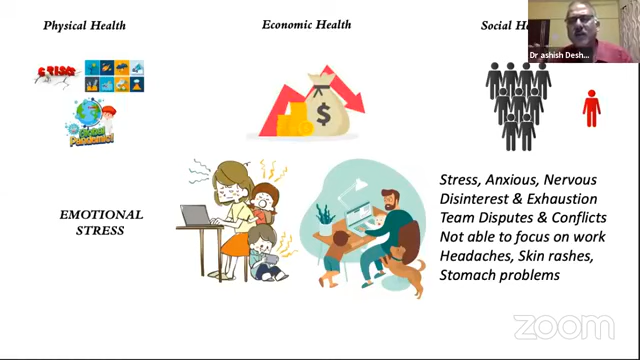 Physical Health
Economic Health
Social He
Dr ashish Desh...
CRISIS
Global
Pandemic!
$
EMOTIONAL
STRESS
Stress, Anxious, Nervous
Disinterest & Exhaustion
Team Disputes & Conflicts
Not able to focus on work
Headaches, Skin rashes,
Stomach problems
zoom